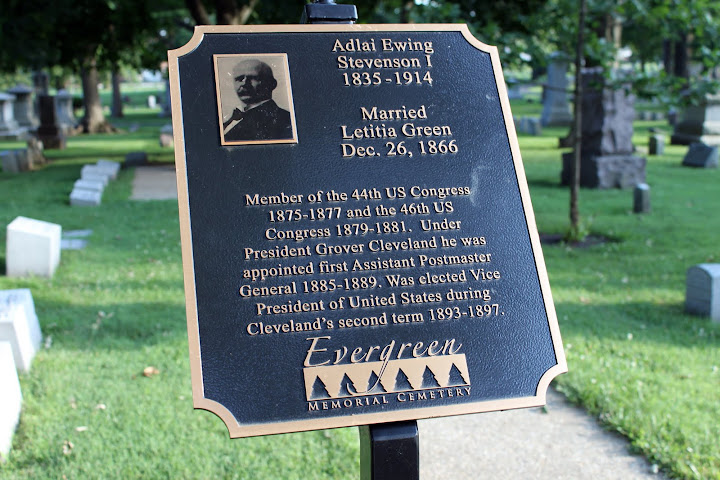 Adlai Ewing
Stevenson I
1835-1914
Married
Letitia Green
Dec. 26, 1866
Member of the 44th US Congress
1875-1877 and the 46th US
Congress 1879-1881. Under
President Grover Cleveland he was
appointed first Assistant Postmaster
General 1885-1889. Was elected Vice
President of United States during
Cleveland's second term 1893-1897.
Evergreen
MEMORIAL CEMETERY